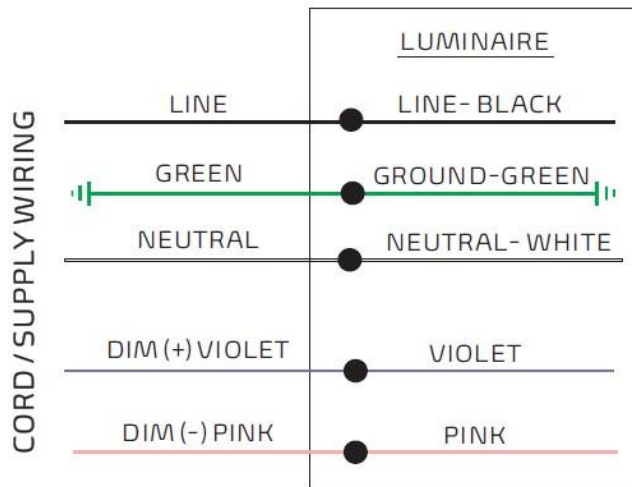 LUMINAIRE
CORD / SUPPLY WIRING
LINE
LINE-BLACK
GREEN
GROUND-GREEN
NEUTRAL
NEUTRAL-WHITE
DIM (+) VIOLET
VIOLET
DIM (-) PINK
PINK